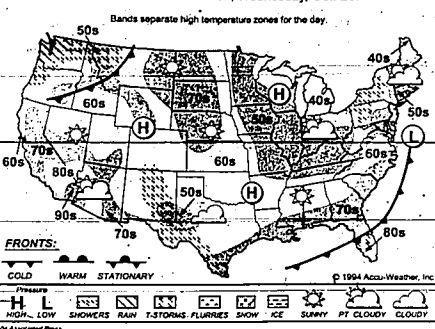 Bands separate high temperature zones for the day.
50s
40s
60s
70s
H
40s
50s
50s
H
L
60s
70s
80s
60s
60s
90s
50s
H
70s
70s
80s
FRONTS:
COLD WARM STATIONARY
© 1994 Accu-Weather, Inc
Pressure
H L
HIGH LOW SHOWERS RAIN T-STORMS FLURRIES SNOW ICE SUNNY PT CLOUDY CLOUDY